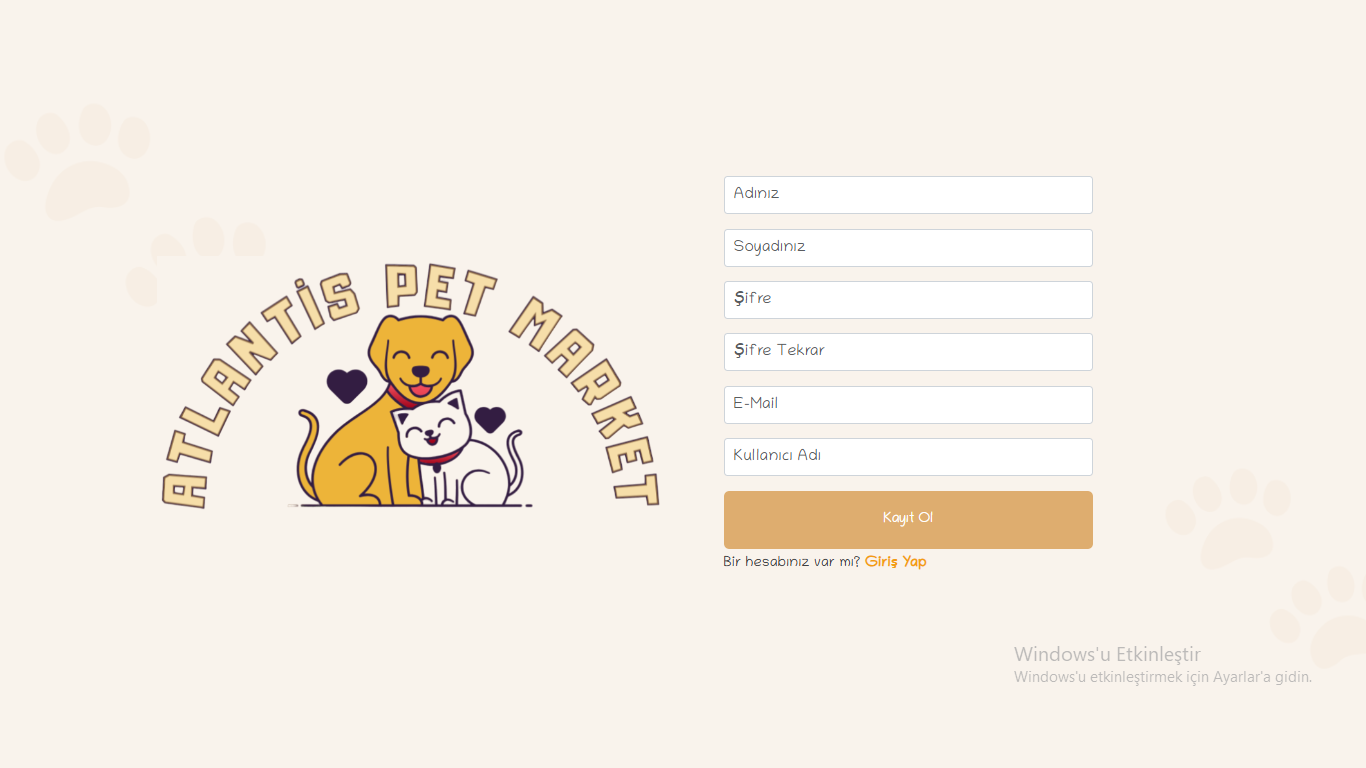 ATLANTİS PET MARKET
Adınız
Soyadınız
Şifre
Şifre Tekrar
E-Mail
Kullanıcı Adı
Kayıt Ol
Bir hesabınız var mı? Giriş Yap
Windows'u Etkinleştir
Windows'u etkinleştirmek için Ayarlar'a gidin.